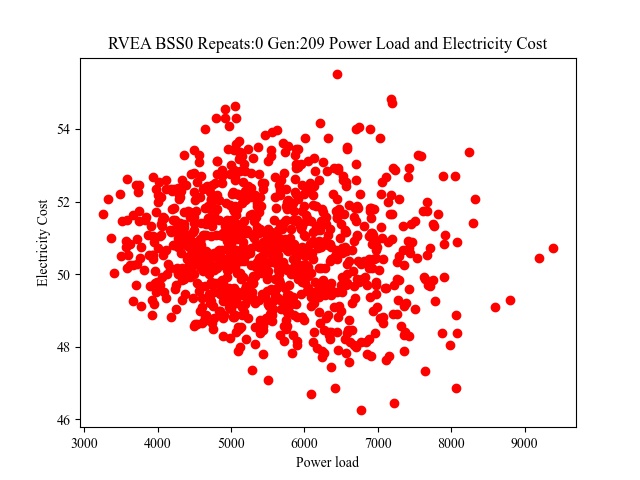 RVEA BSS0 Repeats:0 Gen:209 Power Load and Electricity Cost
Electricity Cost
54
52
50
48
46
3000 4000 5000 6000 7000 8000 9000
Power load